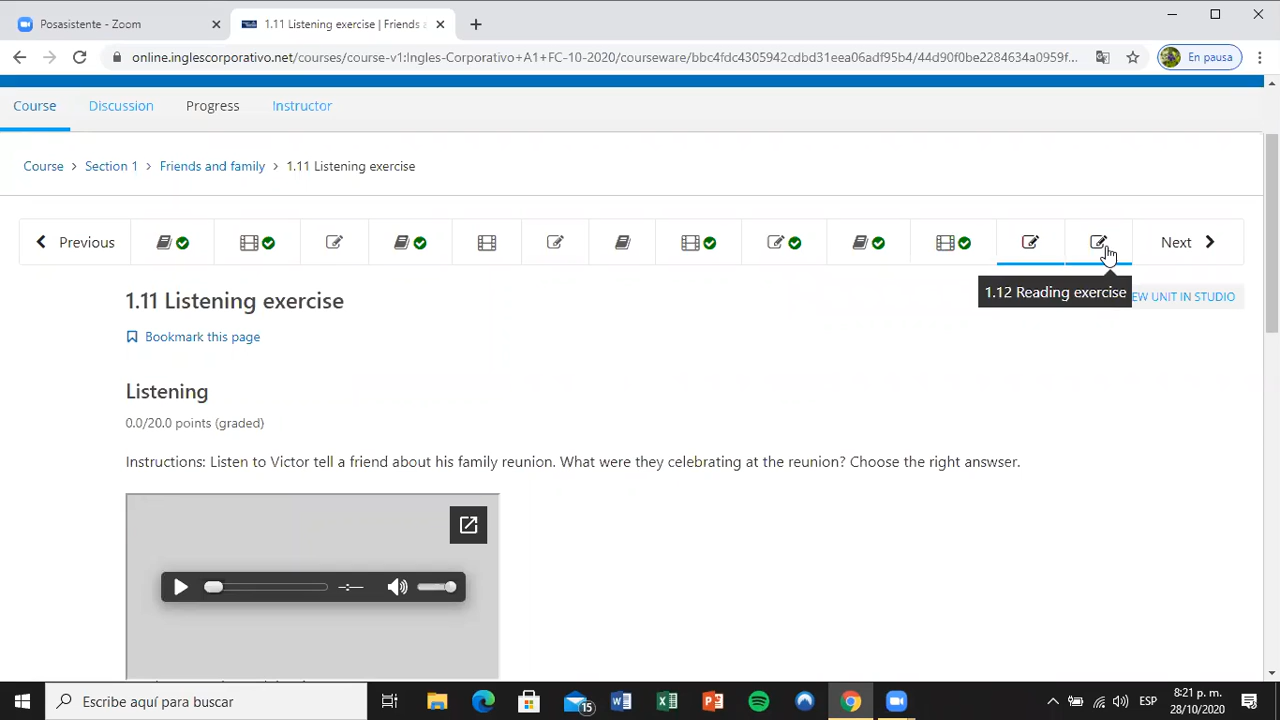 Posasistente - Zoom
1.11 Listening exercise | Friends a
online.inglescorporativo.net/courses/course-v1:Ingles-Corporativo+A1+FC-10-2020/courseware/bbc4fdc4305942cdbd31eea06adf95b4/44d90f0be2284634a0959f...
En pausa
Course Discussion Progress Instructor
Course > Section 1 > Friends and family > 1.11 Listening exercise
Previous Next
1.12 Reading exercise
EW UNIT IN STUDIO
1.11 Listening exercise
Bookmark this page
Listening
0.0/20.0 points (graded)
Instructions: Listen to Victor tell a friend about his family reunion. What were they celebrating at the reunion? Choose the right answser.
Escribe aquí para buscar
15
ESP
8:21 p. m.
28/10/2020